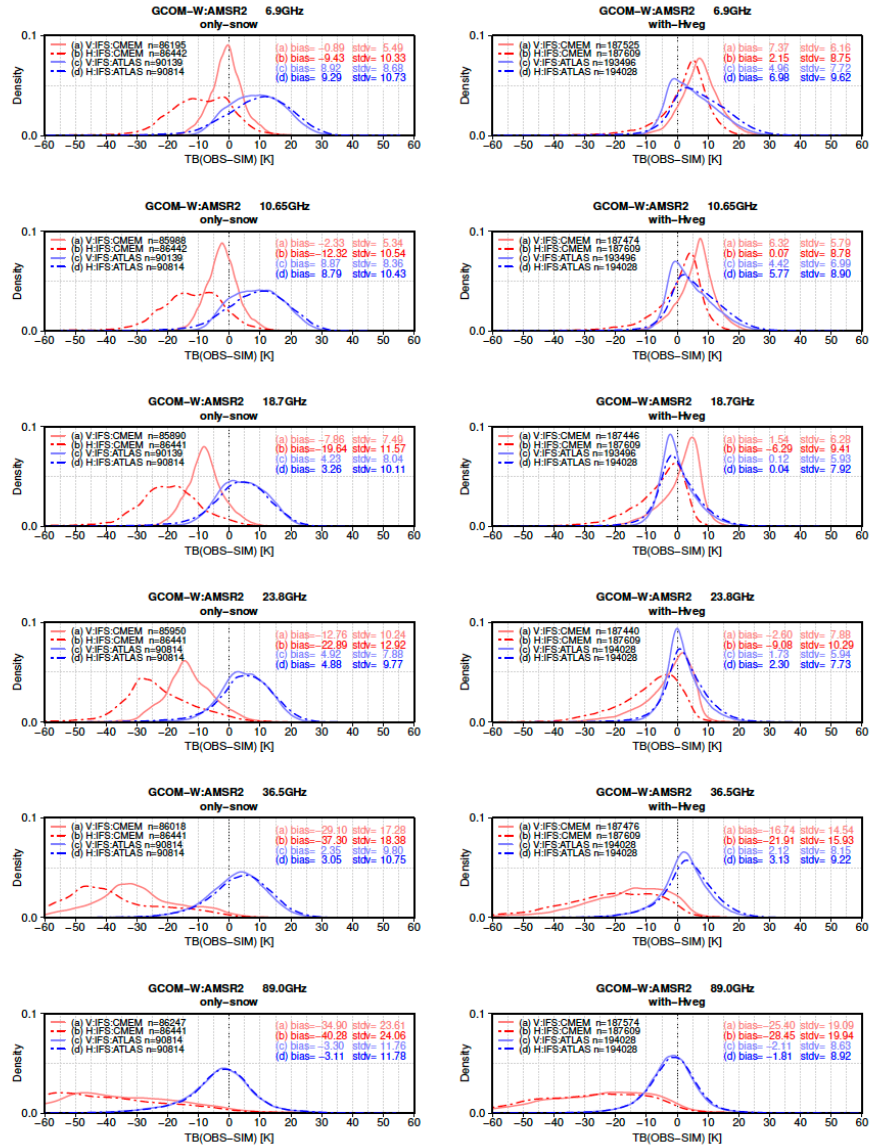 GCOM−W:AMSR2 6.9GHz
only−snow
0.1
(a) V:IFS:CMEM n=86195
(b) H:IFS:CMEM n=86442
(c) V:IFS:ATLAS n=90139
(d) H:IFS:ATLAS n=90814
(a) bias= −0.89 stdv= 5.49
(b) bias= −9.43 stdv= 10.33
(c) bias= 8.92 stdv= 8.68
(d) bias= 9.29 stdv= 10.73
Density
0.0
−60 −50 −40 −30 −20 −10 0 10 20 30 40 50 60
TB(OBS−SIM) [K]
GCOM−W:AMSR2 6.9GHz
with−Hveg
0.1
(a) V:IFS:CMEM n=187525
(b) H:IFS:CMEM n=187609
(c) V:IFS:ATLAS n=193496
(d) H:IFS:ATLAS n=194028
(a) bias= 7.37 stdv= 6.16
(b) bias= 2.15 stdv= 8.75
(c) bias= 4.96 stdv= 7.72
(d) bias= 6.98 stdv= 9.62
Density
0.0
−60 −50 −40 −30 −20 −10 0 10 20 30 40 50 60
TB(OBS−SIM) [K]
GCOM−W:AMSR2 10.65GHz
only−snow
0.1
(a) V:IFS:CMEM n=85988
(b) H:IFS:CMEM n=86442
(c) V:IFS:ATLAS n=90139
(d) H:IFS:ATLAS n=90814
(a) bias= −2.33 stdv= 5.34
(b) bias=−12.32 stdv= 10.54
(c) bias= 8.87 stdv= 8.36
(d) bias= 8.79 stdv= 10.43
Density
0.0
−60 −50 −40 −30 −20 −10 0 10 20 30 40 50 60
TB(OBS−SIM) [K]
GCOM−W:AMSR2 10.65GHz
with−Hveg
0.1
(a) V:IFS:CMEM n=187474
(b) H:IFS:CMEM n=187609
(c) V:IFS:ATLAS n=193496
(d) H:IFS:ATLAS n=194028
(a) bias= 6.32 stdv= 5.79
(b) bias= 0.07 stdv= 8.78
(c) bias= 4.42 stdv= 6.99
(d) bias= 5.77 stdv= 8.90
Density
0.0
−60 −50 −40 −30 −20 −10 0 10 20 30 40 50 60
TB(OBS−SIM) [K]
GCOM−W:AMSR2 18.7GHz
only−snow
0.1
(a) V:IFS:CMEM n=85890
(b) H:IFS:CMEM n=86441
(c) V:IFS:ATLAS n=90139
(d) H:IFS:ATLAS n=90814
(a) bias= −7.86 stdv= 7.49
(b) bias=−19.64 stdv= 11.57
(c) bias= 4.23 stdv= 8.04
(d) bias= 3.26 stdv= 10.11
Density
0.0
−60 −50 −40 −30 −20 −10 0 10 20 30 40 50 60
TB(OBS−SIM) [K]
GCOM−W:AMSR2 18.7GHz
with−Hveg
0.1
(a) V:IFS:CMEM n=187446
(b) H:IFS:CMEM n=187609
(c) V:IFS:ATLAS n=193496
(d) H:IFS:ATLAS n=194028
(a) bias= 1.54 stdv= 6.28
(b) bias= −6.29 stdv= 9.41
(c) bias= 0.12 stdv= 5.93
(d) bias= 0.04 stdv= 7.92
Density
0.0
−60 −50 −40 −30 −20 −10 0 10 20 30 40 50 60
TB(OBS−SIM) [K]
GCOM−W:AMSR2 23.8GHz
only−snow
0.1
(a) V:IFS:CMEM n=85950
(b) H:IFS:CMEM n=86441
(c) V:IFS:ATLAS n=90814
(d) H:IFS:ATLAS n=90814
(a) bias=−12.76 stdv= 10.24
(b) bias=−22.89 stdv= 12.92
(c) bias= 4.92 stdv= 7.88
(d) bias= 4.88 stdv= 9.77
Density
0.0
−60 −50 −40 −30 −20 −10 0 10 20 30 40 50 60
TB(OBS−SIM) [K]
GCOM−W:AMSR2 23.8GHz
with−Hveg
0.1
(a) V:IFS:CMEM n=187440
(b) H:IFS:CMEM n=187609
(c) V:IFS:ATLAS n=194028
(d) H:IFS:ATLAS n=194028
(a) bias= −2.60 stdv= 7.88
(b) bias= −9.08 stdv= 10.29
(c) bias= 1.73 stdv= 5.94
(d) bias= 2.30 stdv= 7.73
Density
0.0
−60 −50 −40 −30 −20 −10 0 10 20 30 40 50 60
TB(OBS−SIM) [K]
GCOM−W:AMSR2 36.5GHz
only−snow
0.1
(a) V:IFS:CMEM n=86018
(b) H:IFS:CMEM n=86441
(c) V:IFS:ATLAS n=90814
(d) H:IFS:ATLAS n=90814
(a) bias=−29.10 stdv= 17.28
(b) bias=−37.30 stdv= 18.38
(c) bias= 2.35 stdv= 9.80
(d) bias= 3.05 stdv= 10.75
Density
0.0
−60 −50 −40 −30 −20 −10 0 10 20 30 40 50 60
TB(OBS−SIM) [K]
GCOM−W:AMSR2 36.5GHz
with−Hveg
0.1
(a) V:IFS:CMEM n=187476
(b) H:IFS:CMEM n=187609
(c) V:IFS:ATLAS n=194028
(d) H:IFS:ATLAS n=194028
(a) bias=−16.74 stdv= 14.54
(b) bias=−21.91 stdv= 15.93
(c) bias= 2.12 stdv= 8.15
(d) bias= 3.13 stdv= 9.22
Density
0.0
−60 −50 −40 −30 −20 −10 0 10 20 30 40 50 60
TB(OBS−SIM) [K]
GCOM−W:AMSR2 89.0GHz
only−snow
0.1
(a) V:IFS:CMEM n=86247
(b) H:IFS:CMEM n=86441
(c) V:IFS:ATLAS n=90814
(d) H:IFS:ATLAS n=90814
(a) bias=−34.90 stdv= 23.61
(b) bias=−40.28 stdv= 24.06
(c) bias= −3.30 stdv= 11.76
(d) bias= −3.11 stdv= 11.78
Density
0.0
−60 −50 −40 −30 −20 −10 0 10 20 30 40 50 60
TB(OBS−SIM) [K]
GCOM−W:AMSR2 89.0GHz
with−Hveg
0.1
(a) V:IFS:CMEM n=187574
(b) H:IFS:CMEM n=187609
(c) V:IFS:ATLAS n=194028
(d) H:IFS:ATLAS n=194028
(a) bias=−25.40 stdv= 19.09
(b) bias=−28.45 stdv= 19.94
(c) bias= −2.11 stdv= 8.63
(d) bias= −1.81 stdv= 8.92
Density
0.0
−60 −50 −40 −30 −20 −10 0 10 20 30 40 50 60
TB(OBS−SIM) [K]